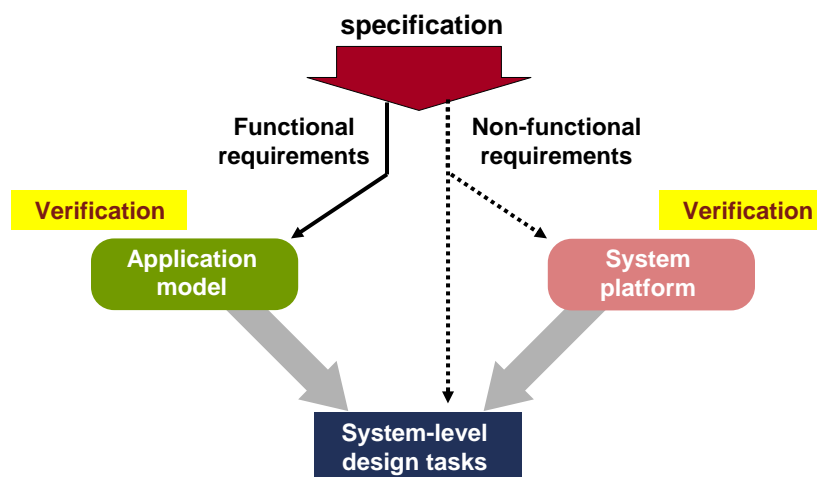 specification
Functional
requirements
Non-functional
requirements
Verification
Verification
Application
model
System
platform
System-level
design tasks